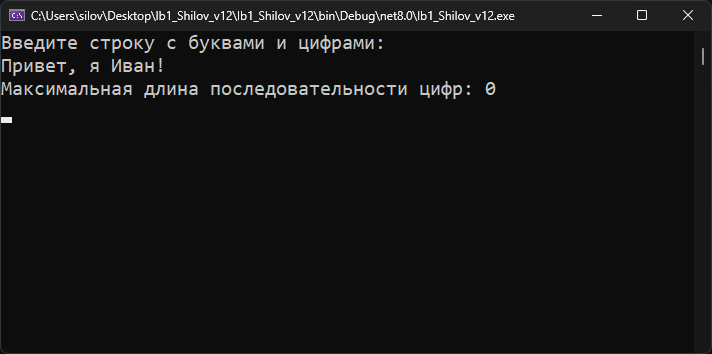 C:\Users\silov\Desktop\lb1_Shilov_v12\lb1_Shilov_v12\bin\Debug\net8.0\lb1_Shilov_v12.exe
Введите строку с буквами и цифрами:
Привет, я Иван!
Максимальная длина последовательности цифр: 0